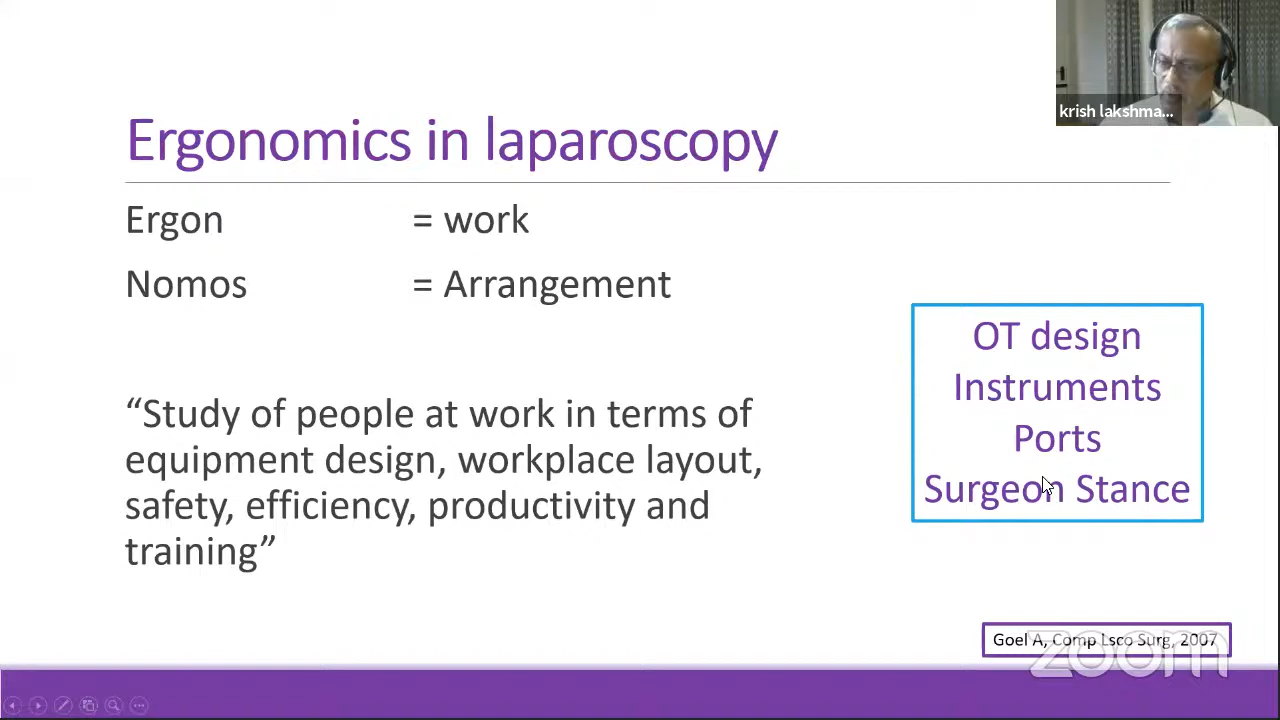 krish lakshma...
Ergonomics in laparoscopy
Ergon = work
Nomos = Arrangement
“Study of people at work in terms of
equipment design, workplace layout,
safety, efficiency, productivity and
training”
OT design
Instruments
Ports
Surgeon Stance
Goel A, Comp Lsco Surg, 2007
zoom